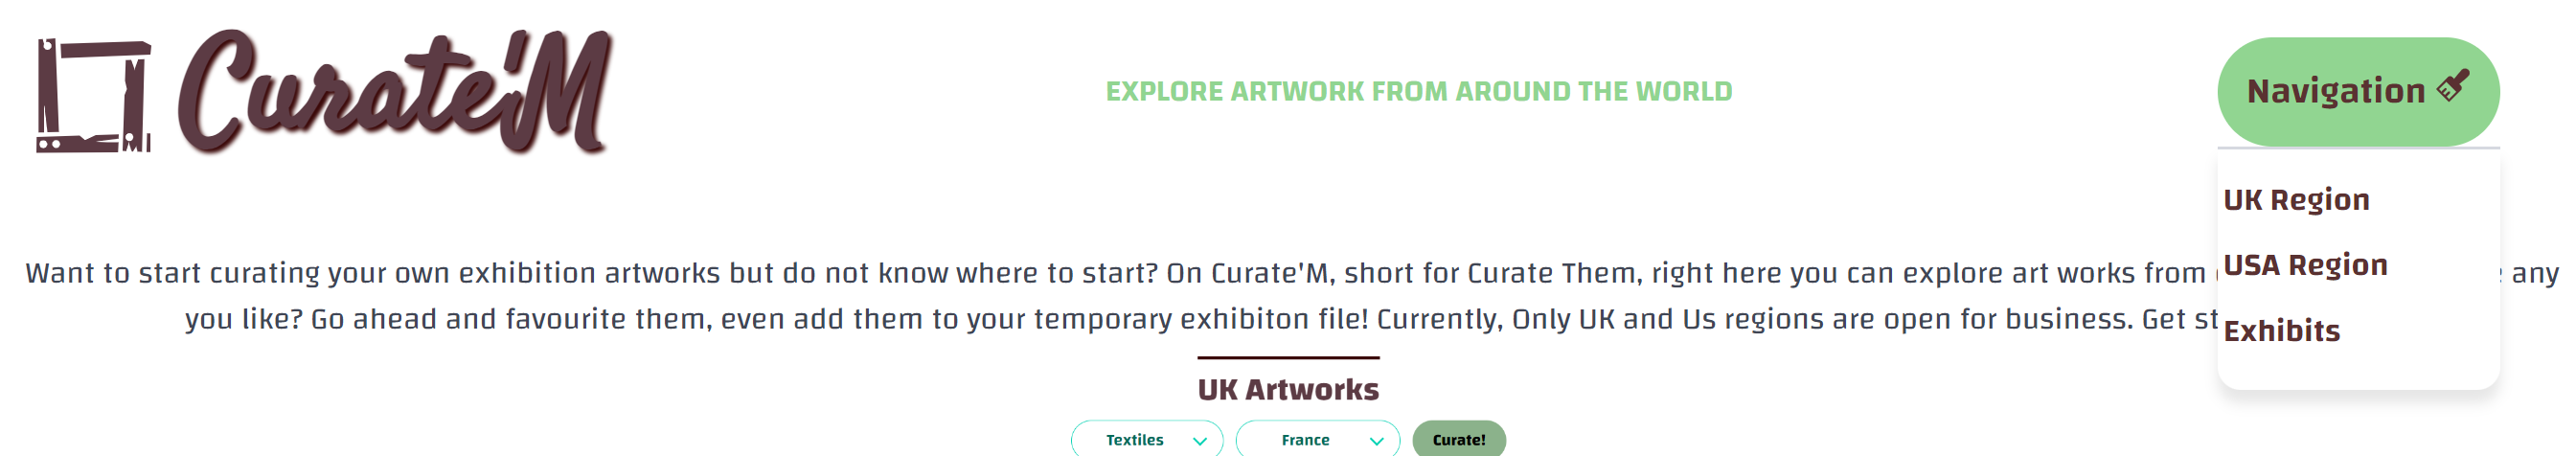 Curate'M
EXPLORE ARTWORK FROM AROUND THE WORLD
Navigation
UK Region
USA Region
Exhibits
Want to start curating your own exhibition artworks but do not know where to start? On Curate'M, short for Curate Them, right here you can explore art works from any
you like? Go ahead and favourite them, even add them to your temporary exhibiton file! Currently, Only UK and Us regions are open for business. Get
UK Artworks
Textiles
France
Curate!